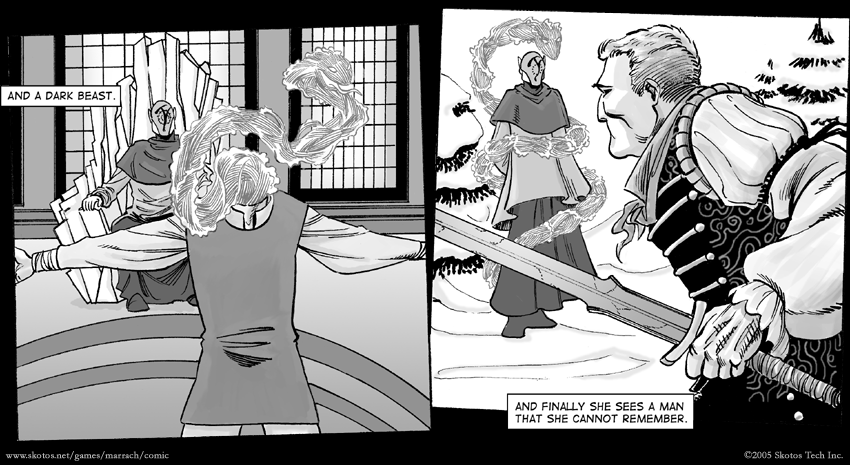 AND A DARK BEAST.
AND FINALLY SHE SEES A MAN
THAT SHE CANNOT REMEMBER.
www.skotos.net/games/marrach/comic
©2005 Skotos Tech Inc.